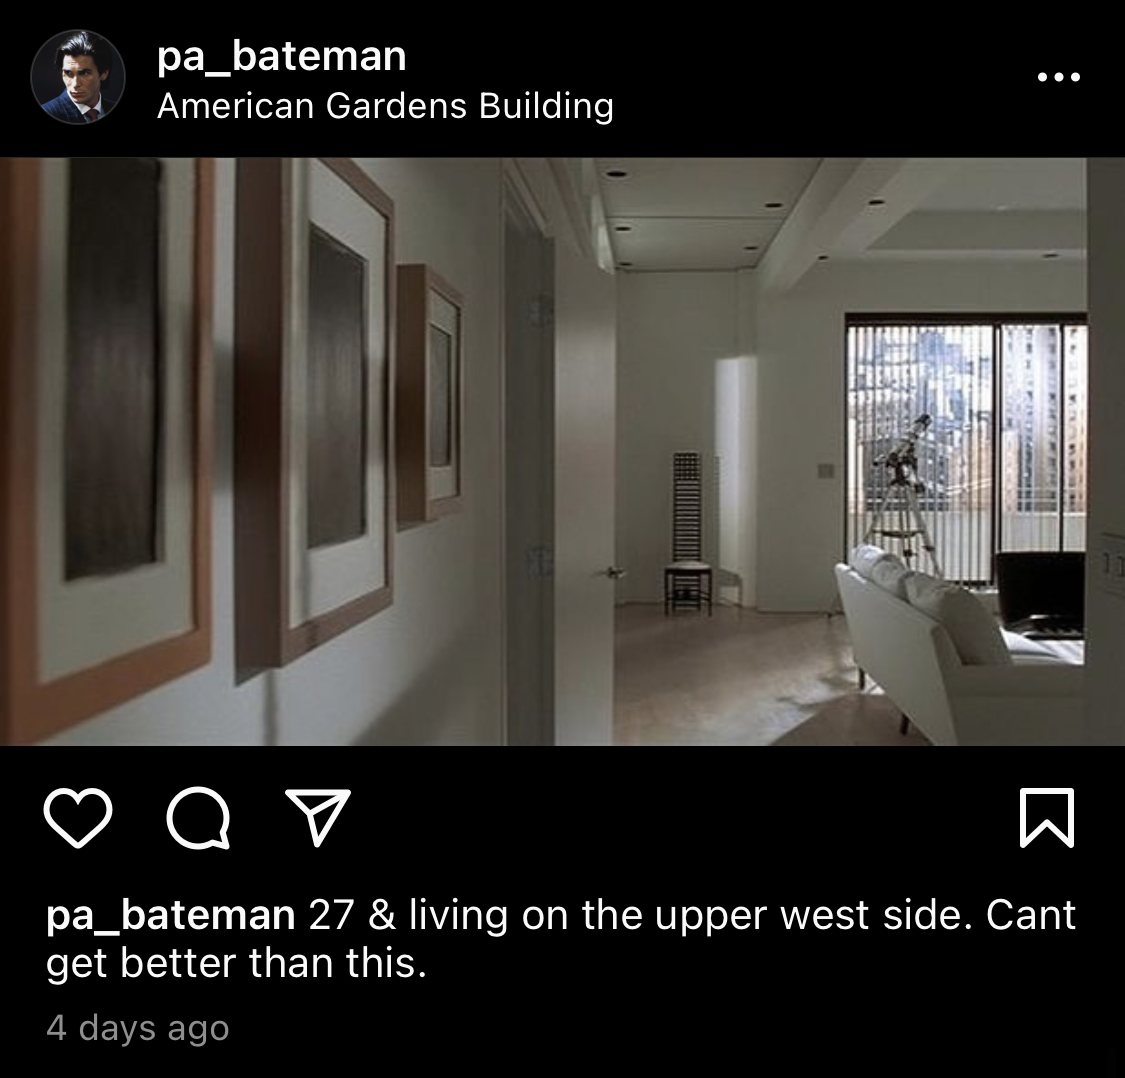 pa_bateman
American Gardens Building
pa_bateman 27 & living on the upper west side. Cant
get better than this.
4 days ago